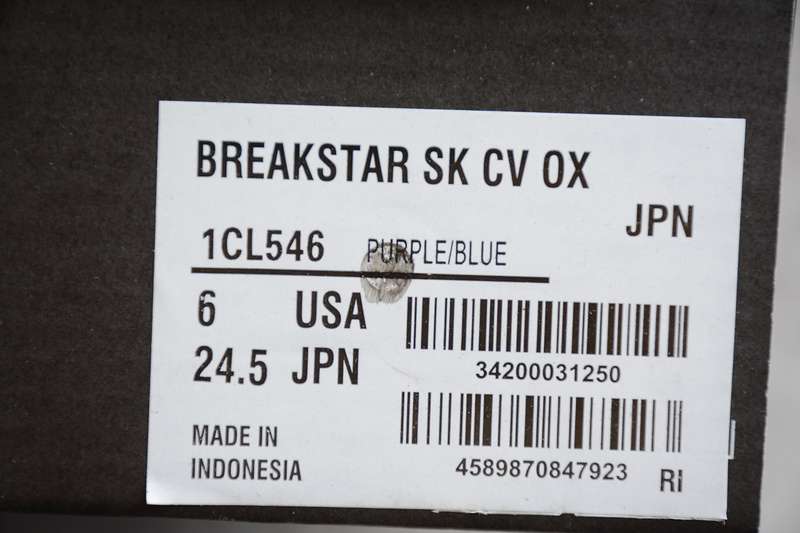 BREAKSTAR SK CV OX
JPN
1CL546 PURPLE/BLUE
6 USA
24.5 JPN
34200031250
MADE IN
INDONESIA
4589870847923
Ri